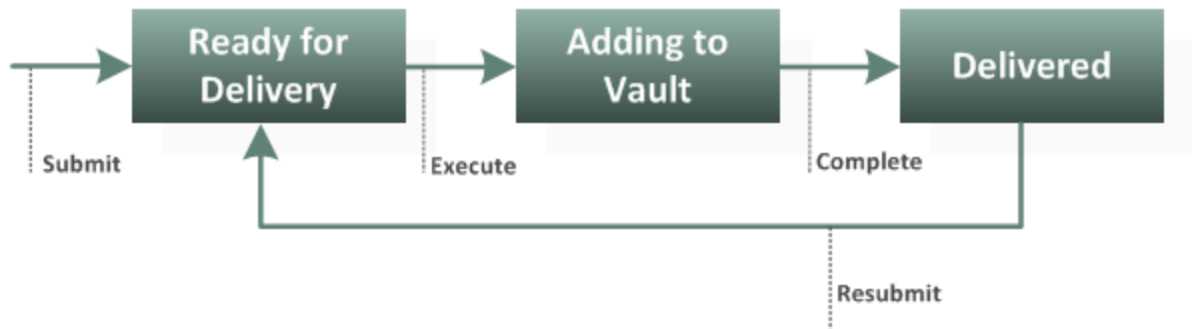 Ready for
Delivery
Adding to
Vault
Delivered
Submit
Execute
Complete
Resubmit